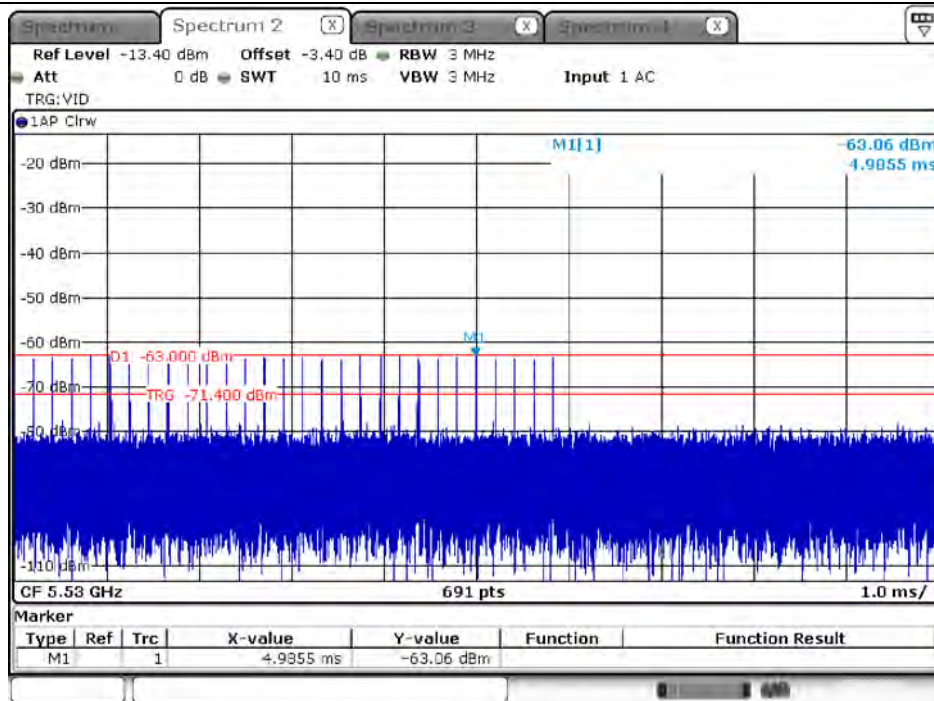 Spectrum Spectrum 2 X Spectrum 3 X X
Ref Level -13.40 dBm Offset -3.40 dB RBW 3 MHz
Att 0 dB SWT 10 ms VBW 3 MHz Input 1 AC
TRG:VID
1AP Clrw
M1[1] -63.06 dBm
4.9855 ms
-20 dBm
-30 dBm
-40 dBm
-50 dBm
-60 dBm
M1
D1 -63.000 dBm
-70 dBm
TRG -71.400 dBm
-110 dBm
CF 5.53 GHz 691 pts 1.0 ms/
Marker
Type Ref Trc X-value Y-value Function Function Result
M1 1 4.9855 ms -63.06 dBm